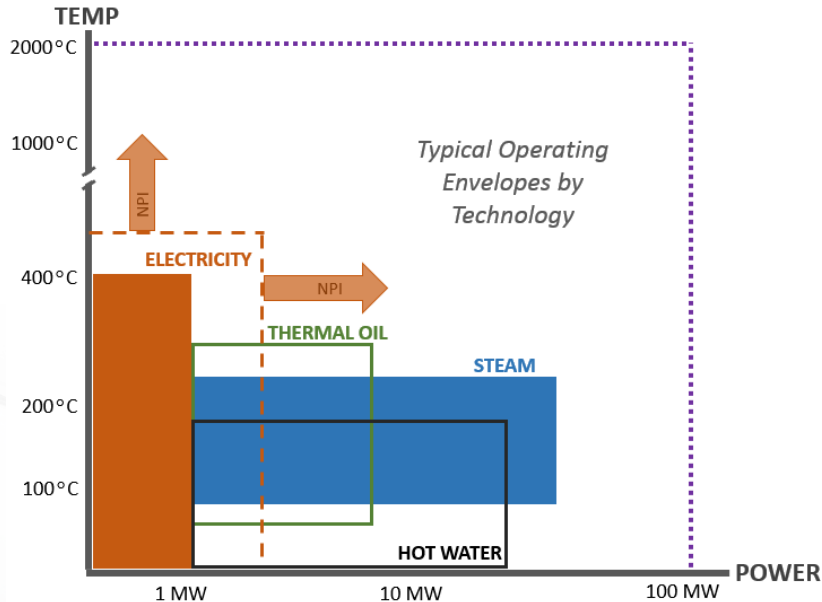 TEMP
2000°C
1000°C
Typical Operating
Envelopes by
Technology
NPI
ELECTRICITY
400°C
NPI
THERMAL OIL
STEAM
200°C
100°C
HOT WATER
POWER
1 MW
10 MW
100 MW